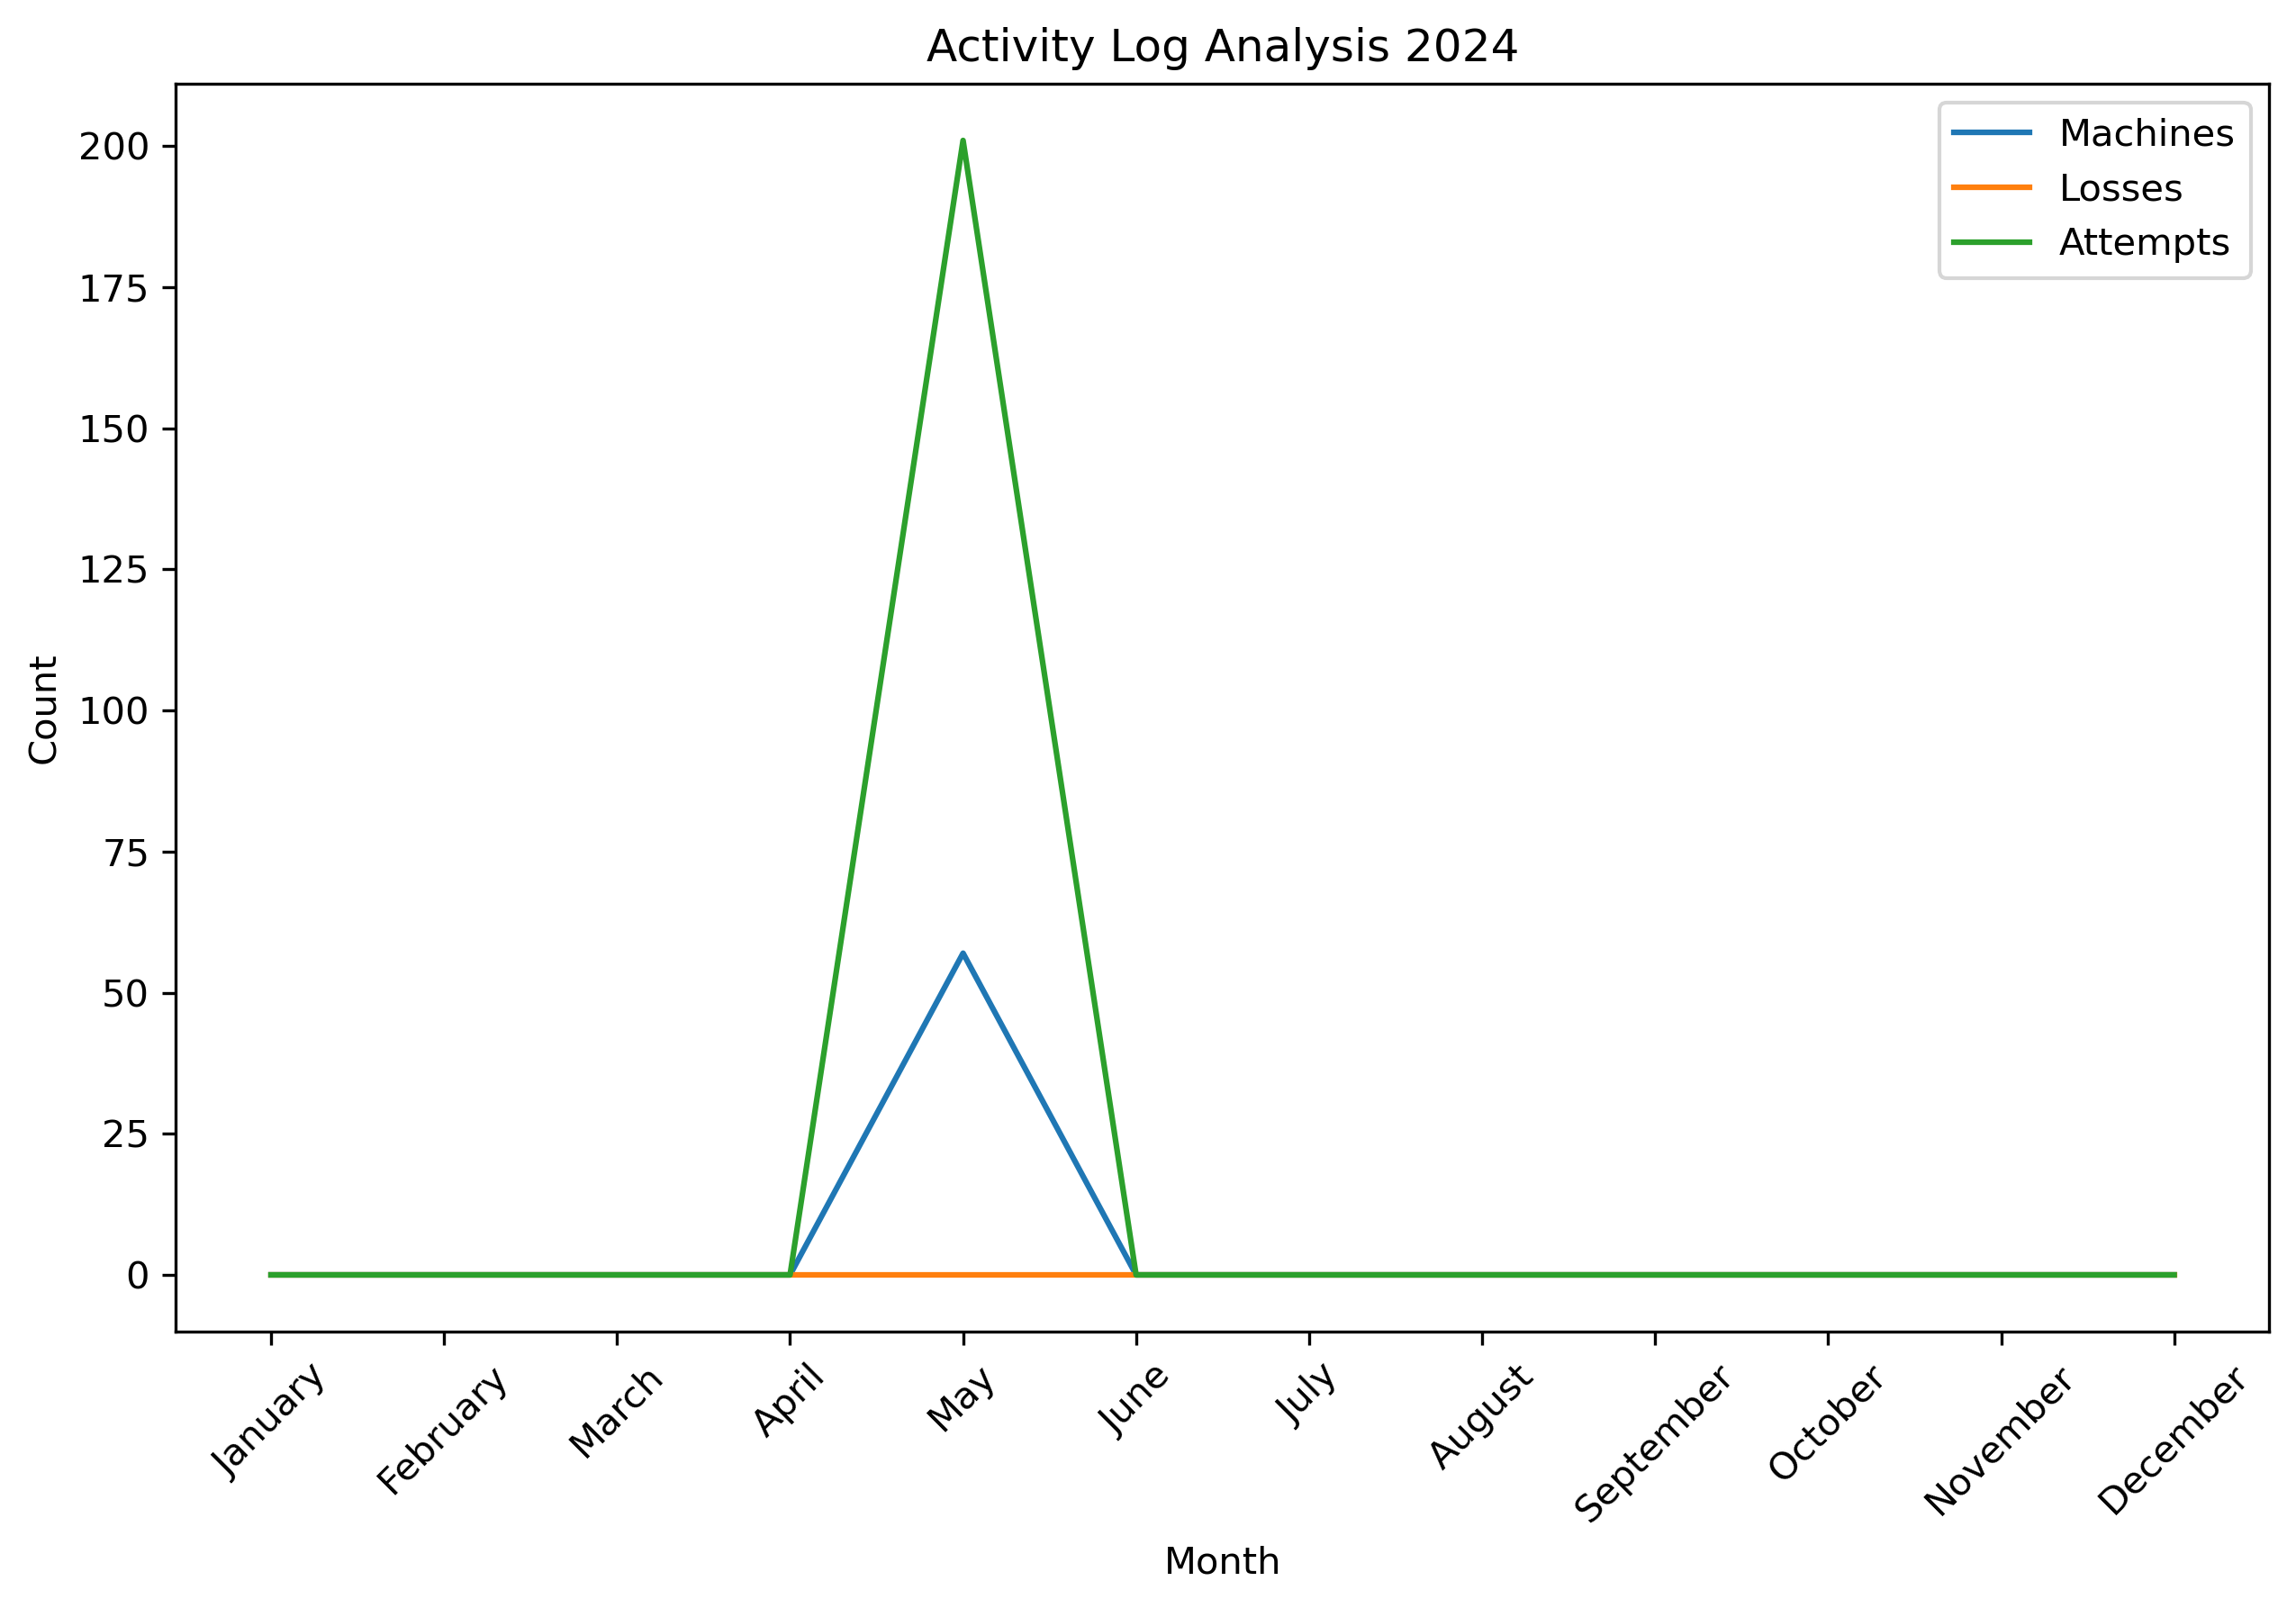 Activity Log Analysis 2024
Machines
Losses
Attempts
Count
200
175
150
125
100
75
50
25
0
January
February
March
April
May
June
July
August
September
October
November
December
Month